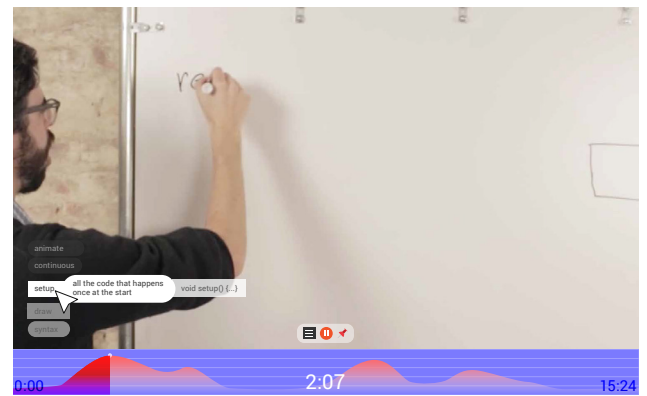 re
animate
continuous
setup
all the code that happens
once at the start
void setup() {...}
draw
syntax
0:00
2:07
15:24